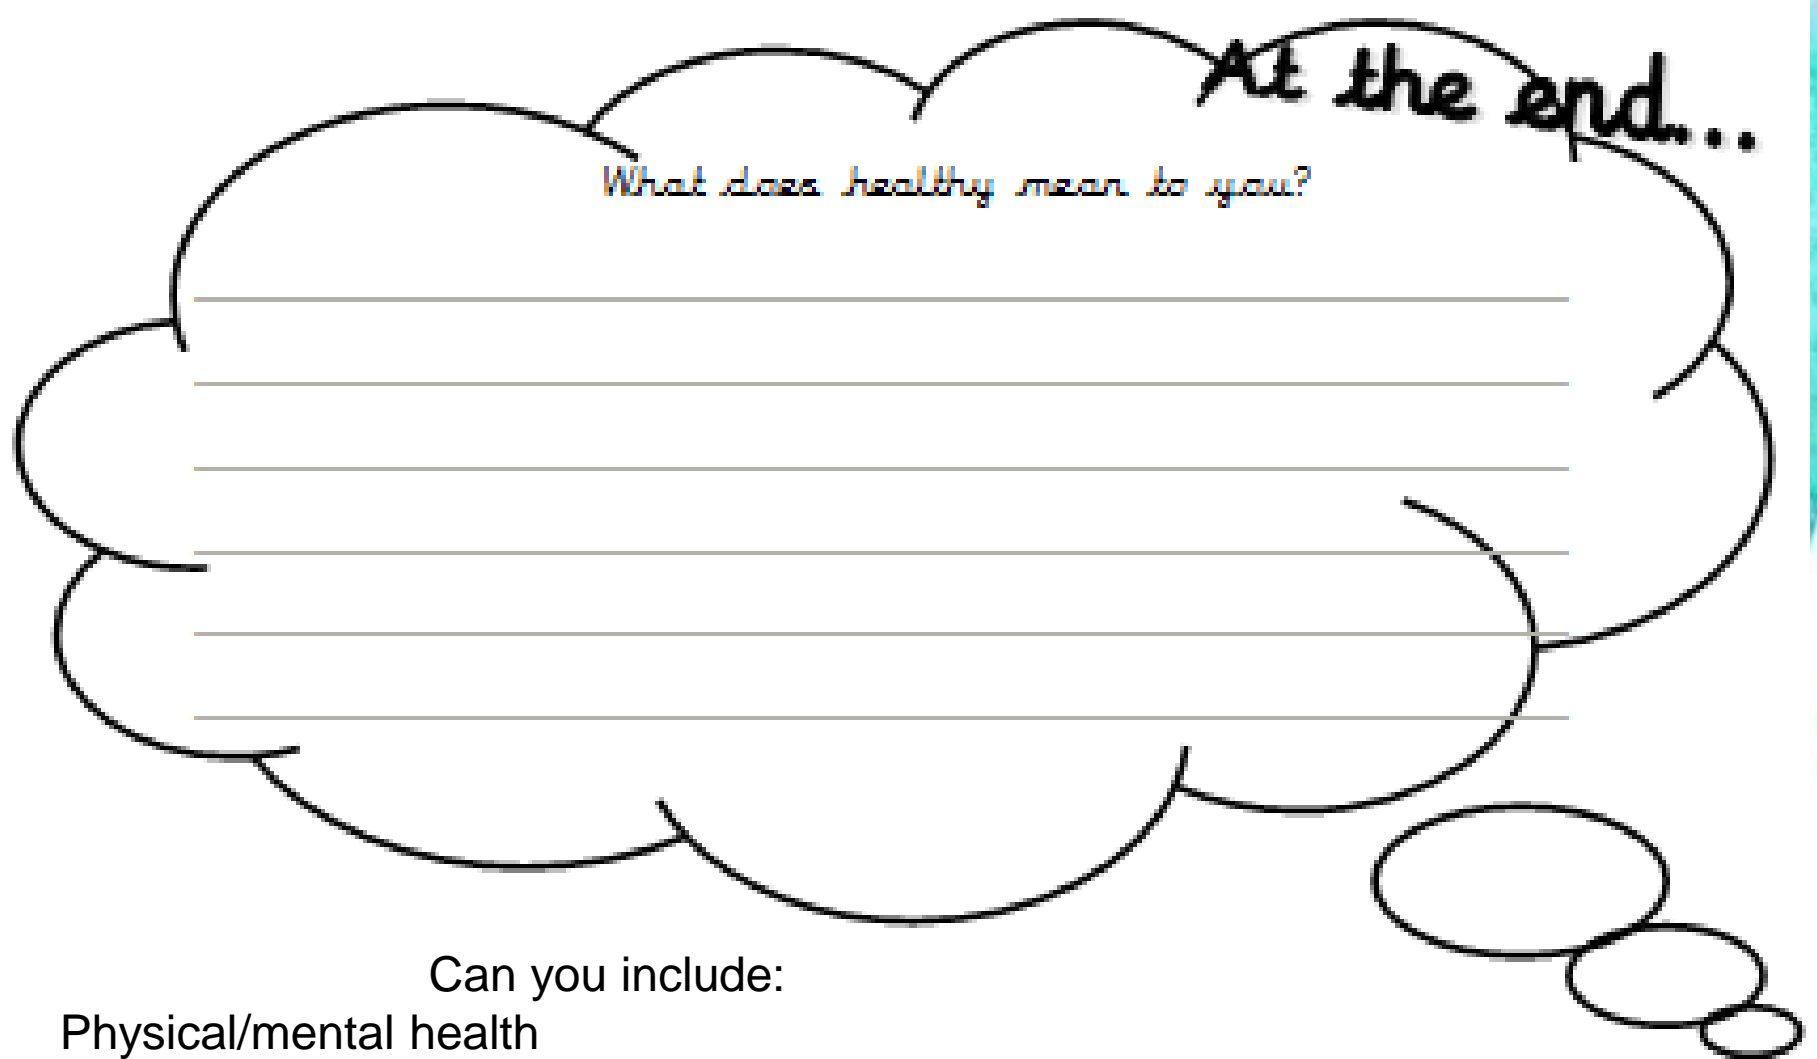 At the end...
What does healthy mean to you?
Can you include:
Physical/mental health